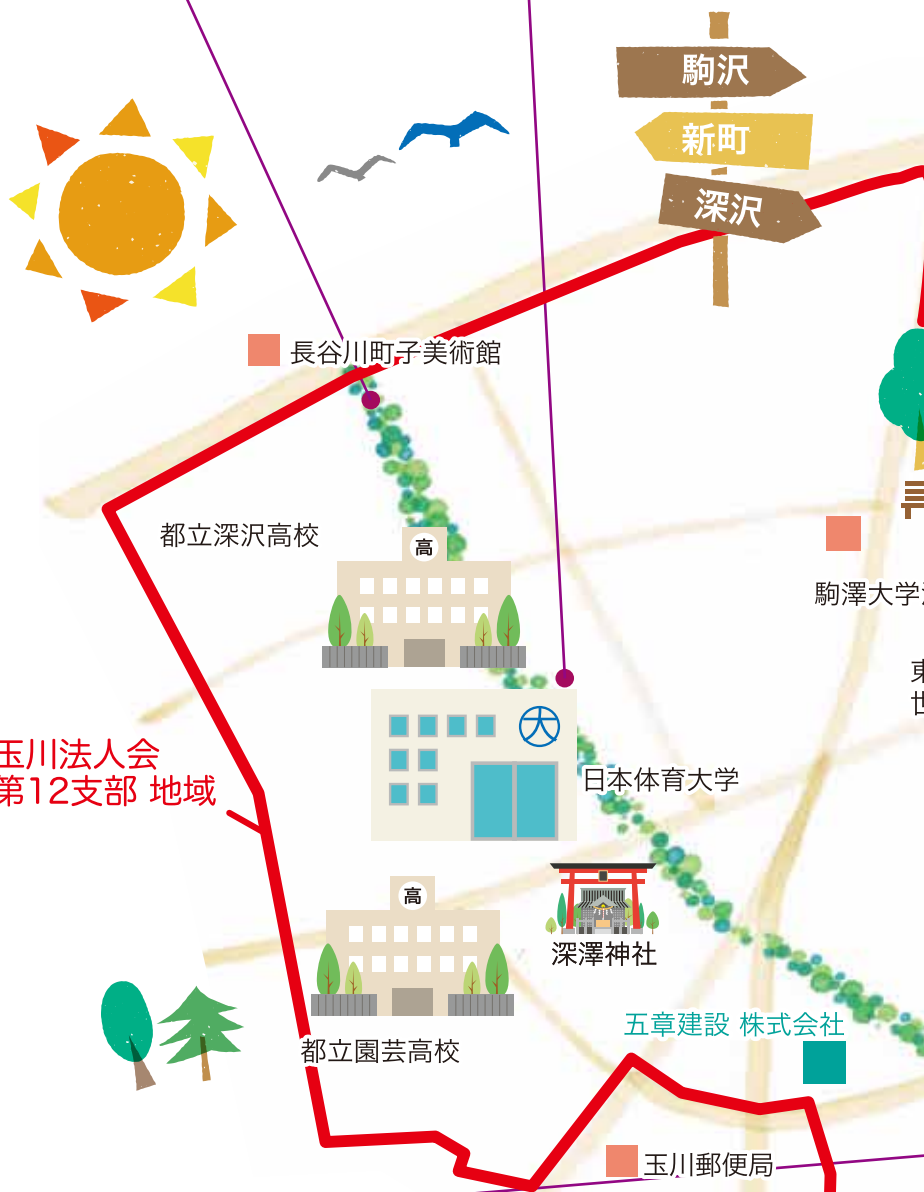 駒沢
新町
深沢
長谷川町子美術館
都立深沢高校
高
駒澤大学
玉川法人会
第12支部 地域
大
日本体育大学
高
深澤神社
五章建設 株式会社
都立園芸高校
玉川郵便局